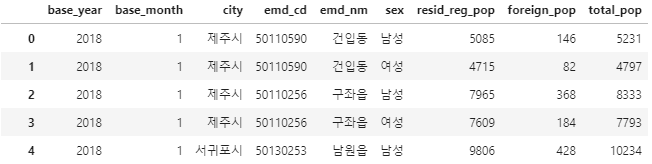 base_year base_month city emd_cd emd_nm sex resid_reg_pop foreign_pop total_pop
0 2018 1 제주시 50110590 건입동 남성 5085 146 5231
1 2018 1 제주시 50110590 건입동 여성 4715 82 4797
2 2018 1 제주시 50110256 구좌읍 남성 7965 368 8333
3 2018 1 제주시 50110256 구좌읍 여성 7609 184 7793
4 2018 1 서귀포시 50130253 남원읍 남성 9806 428 10234